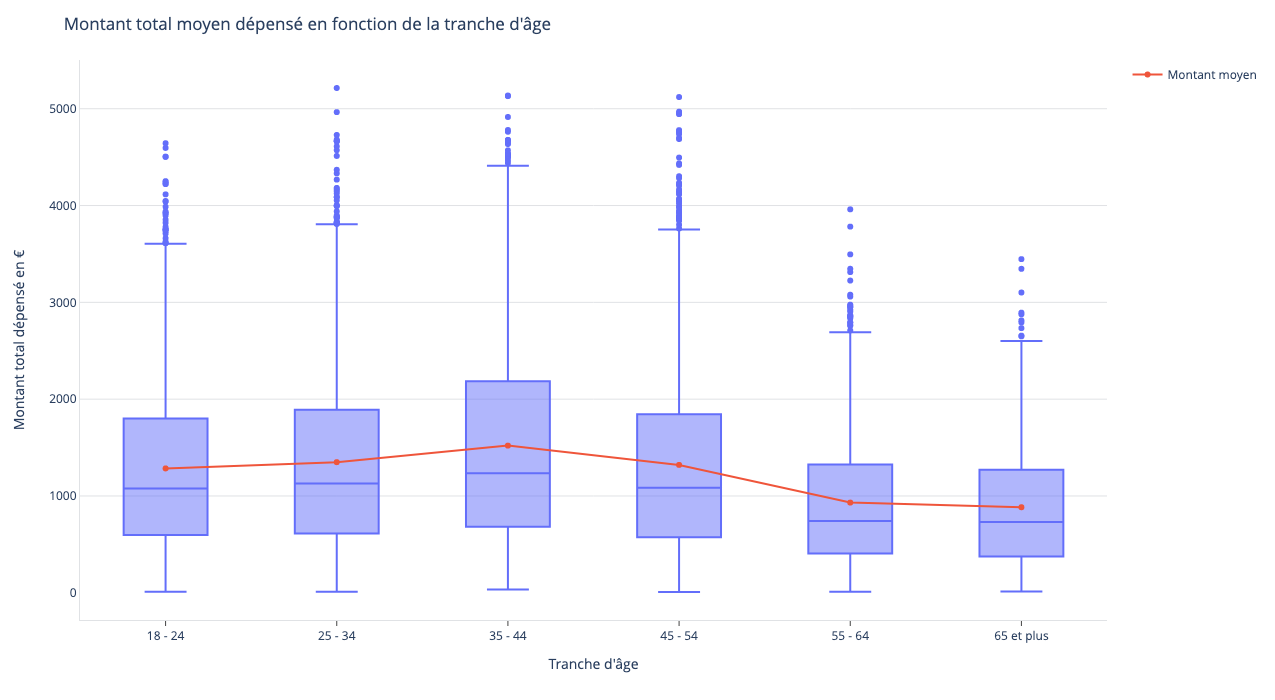 Montant total moyen dépensé en fonction de la tranche d'âge
Montant moyen
Montant total dépensé en €
5000
4000
3000
2000
1000
0
18 - 24
25 - 34
35 - 44
45 - 54
55 - 64
65 et plus
Tranche d'âge